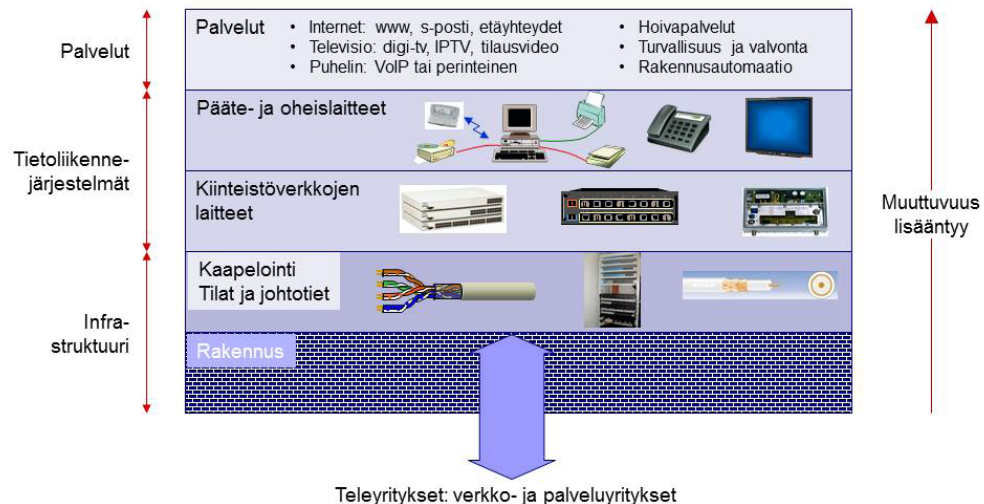 Palvelut
Palvelut
• Internet: www, s-posti, etäyhteydet
• Televisio: digi-tv, IPTV, tilausvideo
• Puhelin: VoIP tai perinteinen
• Hoivapalvelut
• Turvallisuus ja valvonta
• Rakennusautomaatio
Tietoliikenne-
järjestelmät
Pääte- ja oheislaitteet
Kiinteistöverkkojen
laitteet
Muuttuvuus
lisääntyy
Infra-
struktuuri
Kaapelointi
Tilat ja johtotiet
Rakennus
Teleyritykset: verkko- ja palveluyritykset